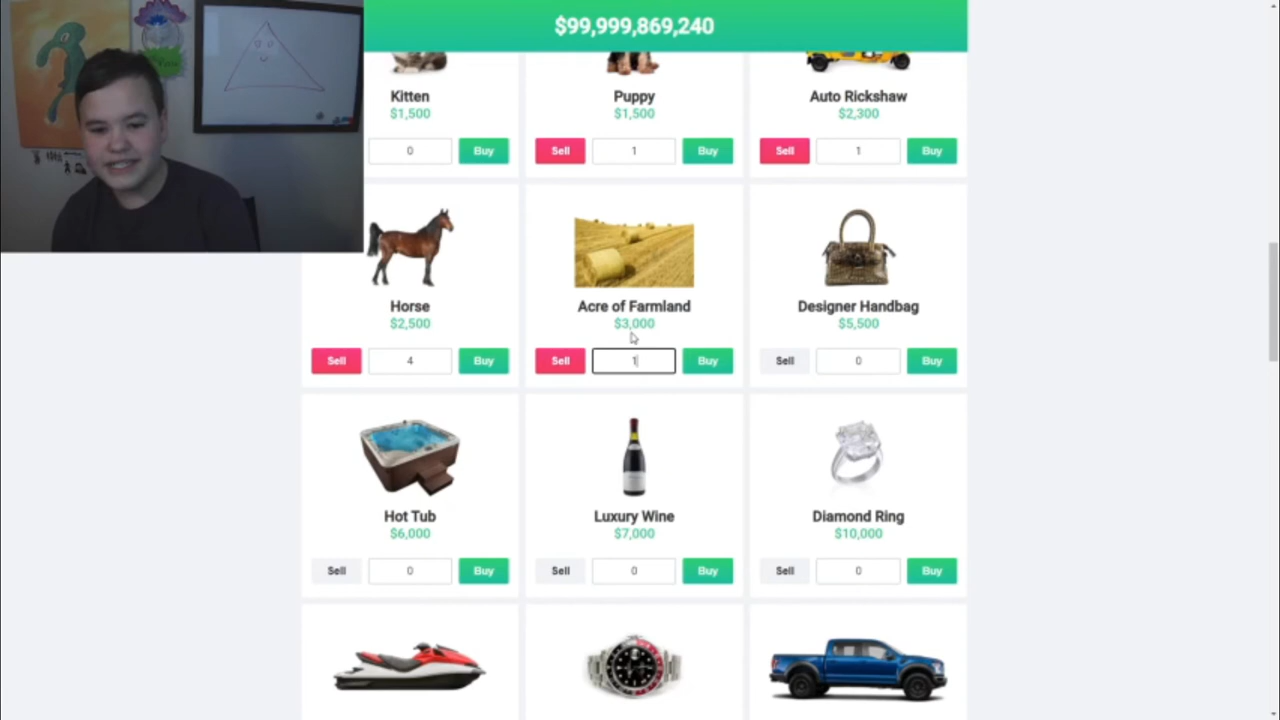 $99,999,869,240
Kitten
$1,500
0
Buy
Puppy
$1,500
Sell
1
Buy
Auto Rickshaw
$2,300
Sell
1
Buy
Horse
$2,500
Sell
4
Buy
Acre of Farmland
$3,000
Sell
1
Buy
Designer Handbag
$5,500
Sell
0
Buy
Hot Tub
$6,000
Sell
0
Buy
Luxury Wine
$7,000
Sell
0
Buy
Diamond Ring
$10,000
Sell
0
Buy